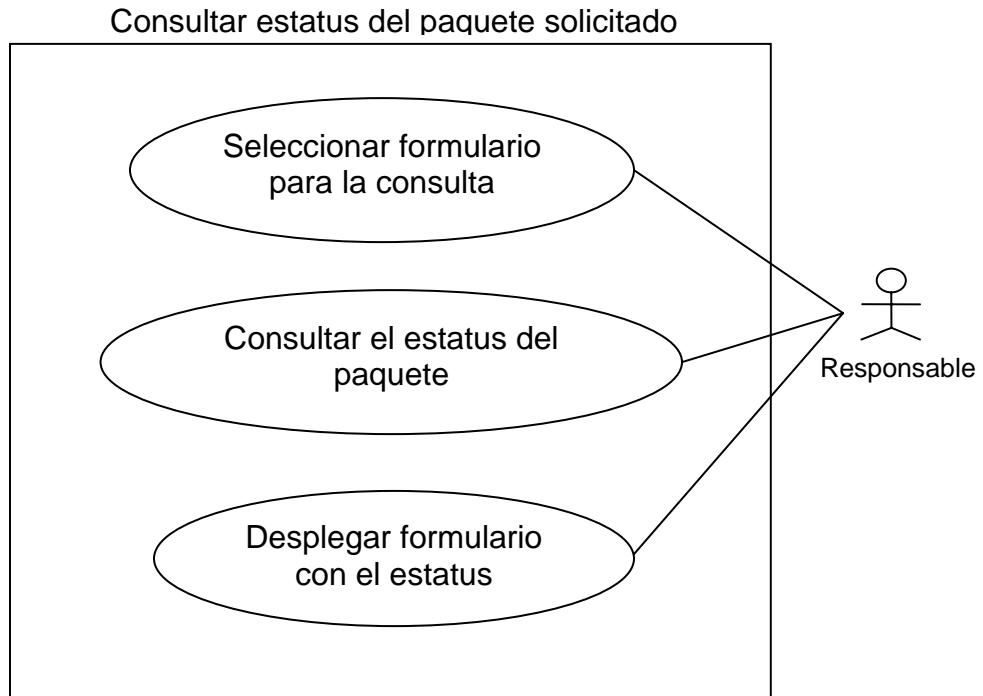 Consultar estatus del paquete solicitado
Seleccionar formulario
para la consulta
Consultar el estatus del
paquete
Responsable
Desplegar formulario
con el estatus